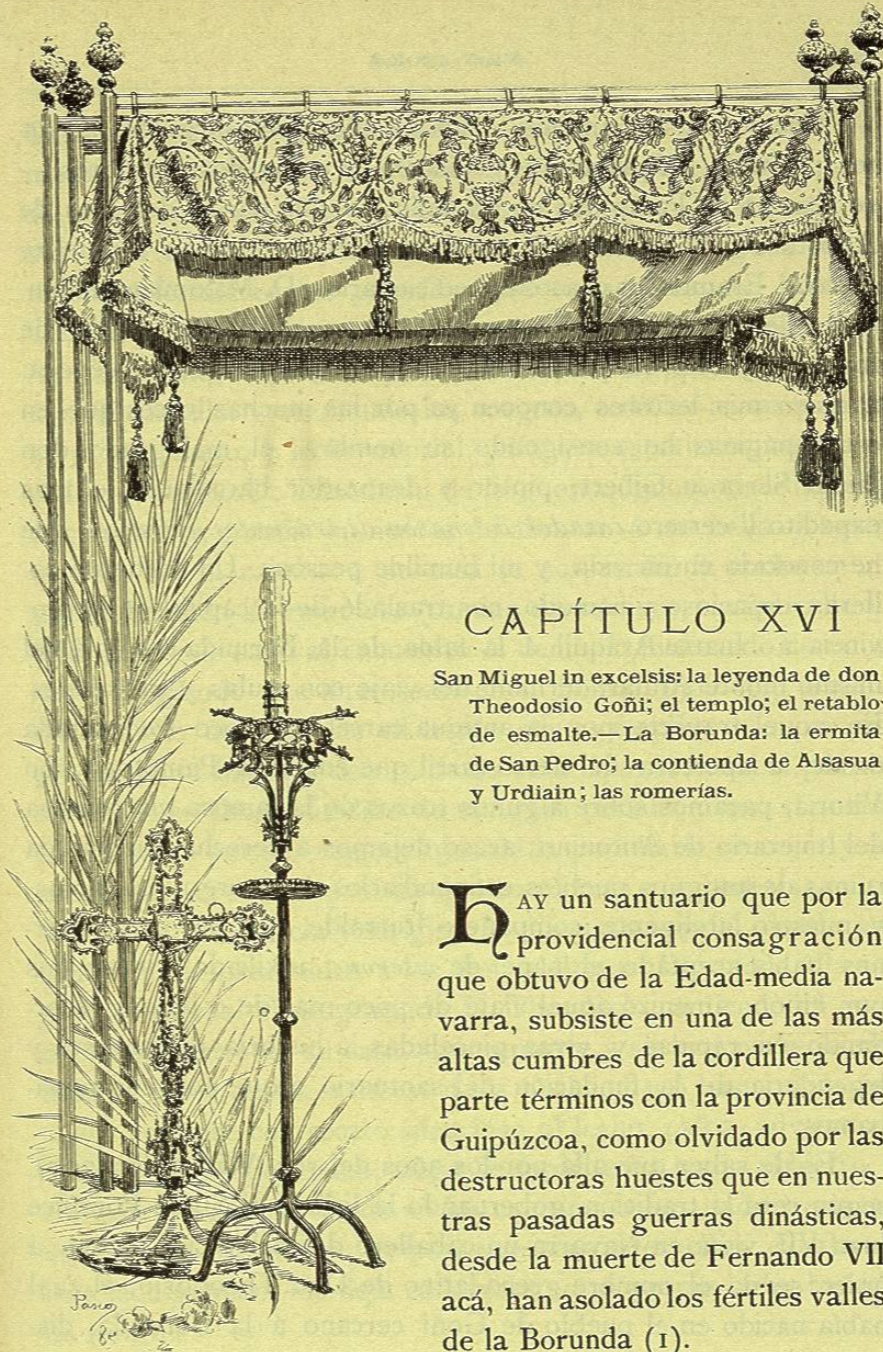 CAPÍTULO XVI
San Miguel in excelsis: la leyenda de don
Theodosio Goñi; el templo; el retablo
de esmalte.—La Borunda: la ermita
de San Pedro; la contienda de Alsasua
y Urdiain; las romerías.
HAY un santuario que por la
providencial consagración
que obtuvo de la Edad-media na-
varra, subsiste en una de las más
altas cumbres de la cordillera que
parte términos con la provincia de
Guipúzcoa, como olvidado por las
destructoras huestes que en nues-
tras pasadas guerras dinásticas,
desde la muerte de Fernando VII
acá, han asolado los fértiles valles
de la Borunda (1).